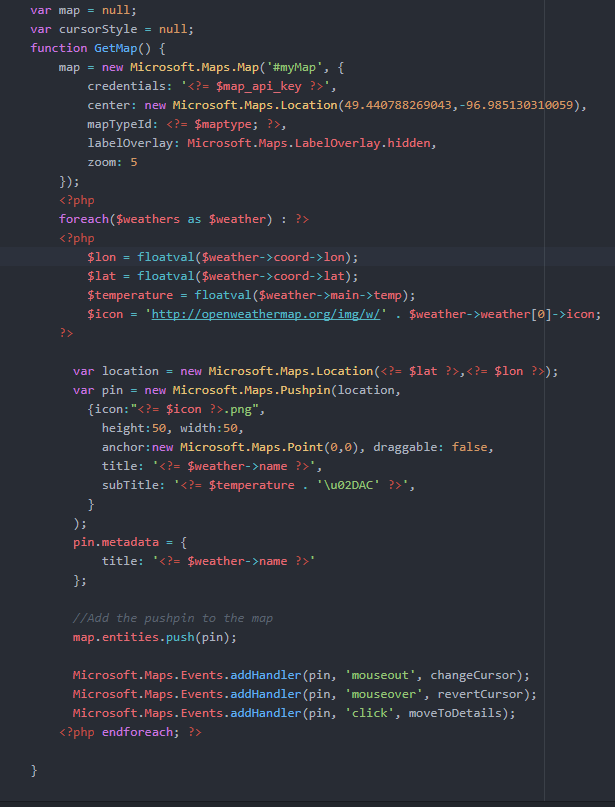 var map = null;
var cursorStyle = null;
function GetMap() {
    map = new Microsoft.Maps.Map('#myMap', {
        credentials: '<?= $map_api_key ?>',
        center: new Microsoft.Maps.Location(49.440788269043,-96.985130310059),
        mapTypeId: <?= $maptype; ?>,
        labelOverlay: Microsoft.Maps.LabelOverlay.hidden,
        zoom: 5
    });
    <?php
    foreach($weathers as $weather) : ?>
    <?php
        $lon = floatval($weather->coord->lon);
        $lat = floatval($weather->coord->lat);
        $temperature = floatval($weather->main->temp);
        $icon = 'http://openweathermap.org/img/w/' . $weather->weather[0]->icon;
    ?>

      var location = new Microsoft.Maps.Location(<?= $lat ?>,<?= $lon ?>);
      var pin = new Microsoft.Maps.Pushpin(location,
        {icon:"<?= $icon ?>.png",
          height:50, width:50,
          anchor:new Microsoft.Maps.Point(0,0), draggable: false,
          title: '<?= $weather->name ?>',
          subTitle: '<?= $temperature . '\u02DAC' ?>',
        }
      );
      pin.metadata = {
          title: '<?= $weather->name ?>'
      };

      //Add the pushpin to the map
      map.entities.push(pin);

      Microsoft.Maps.Events.addHandler(pin, 'mouseout', changeCursor);
      Microsoft.Maps.Events.addHandler(pin, 'mouseover', revertCursor);
      Microsoft.Maps.Events.addHandler(pin, 'click', moveToDetails);
    <?php endforeach; ?>

}